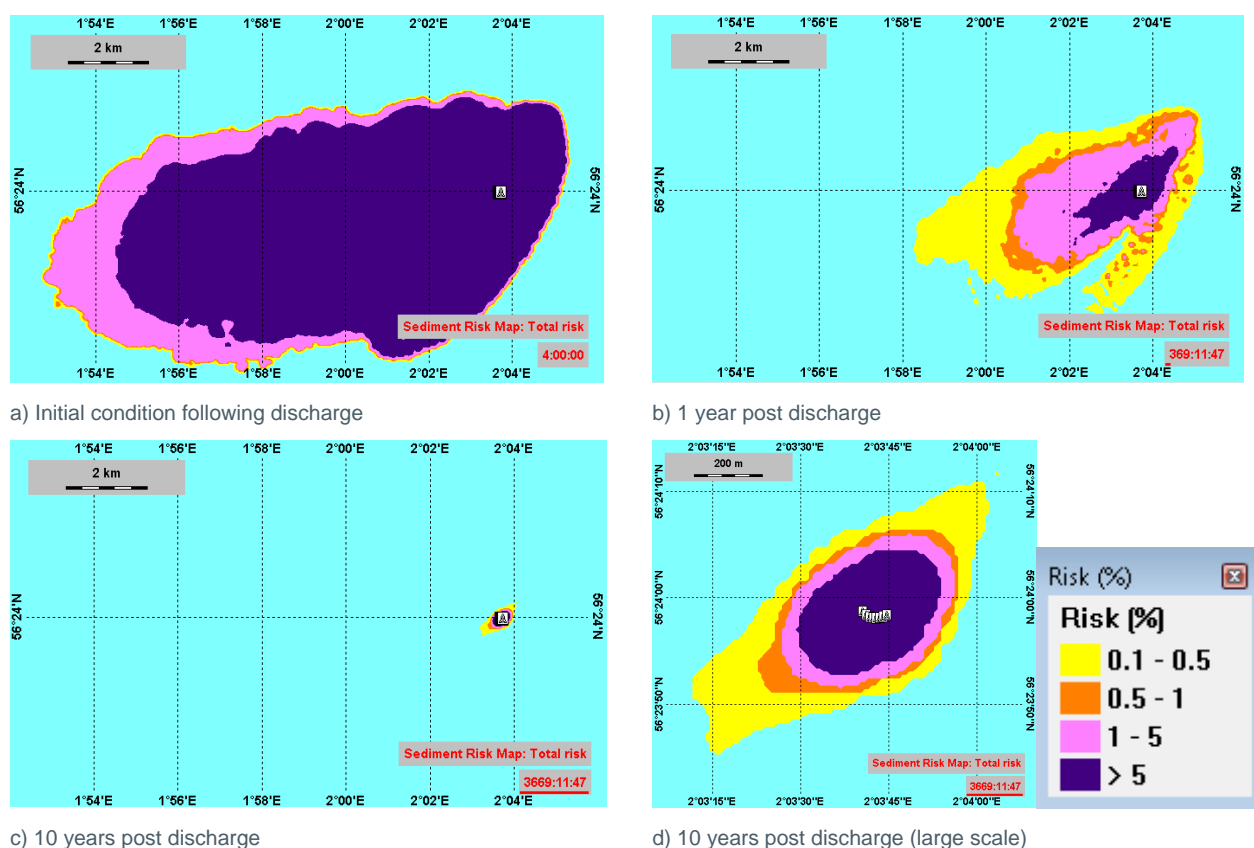 1°54'E 1°56'E 1°58'E 2°00'E 2°02'E 2°04'E
2 km
56°24'N
56°24'N
Sediment Risk Map: Total risk
4:00:00
1°54'E 1°56'E 1°58'E 2°00'E 2°02'E 2°04'E
a) Initial condition following discharge
1°54'E 1°56'E 1°58'E 2°00'E 2°02'E 2°04'E
2 km
56°24'N
56°24'N
Sediment Risk Map: Total risk
369:11:47
1°54'E 1°56'E 1°58'E 2°00'E 2°02'E 2°04'E
b) 1 year post discharge
1°54'E 1°56'E 1°58'E 2°00'E 2°02'E 2°04'E
2 km
56°24'N
56°24'N
Sediment Risk Map: Total risk
3669:11:47
1°54'E 1°56'E 1°58'E 2°00'E 2°02'E 2°04'E
c) 10 years post discharge
2°03'15"E 2°03'30"E 2°03'45"E 2°04'00"E
200 m
56°24'10"N
56°24'10"N
56°24'00"N
56°24'00"N
56°23'50"N
56°23'50"N
Sediment Risk Map: Total risk
3669:11:47
2°03'15"E 2°03'30"E 2°03'45"E 2°04'00"E
d) 10 years post discharge (large scale)
Risk (%)
Risk (%)
0.1 - 0.5
0.5 - 1
1 - 5
> 5